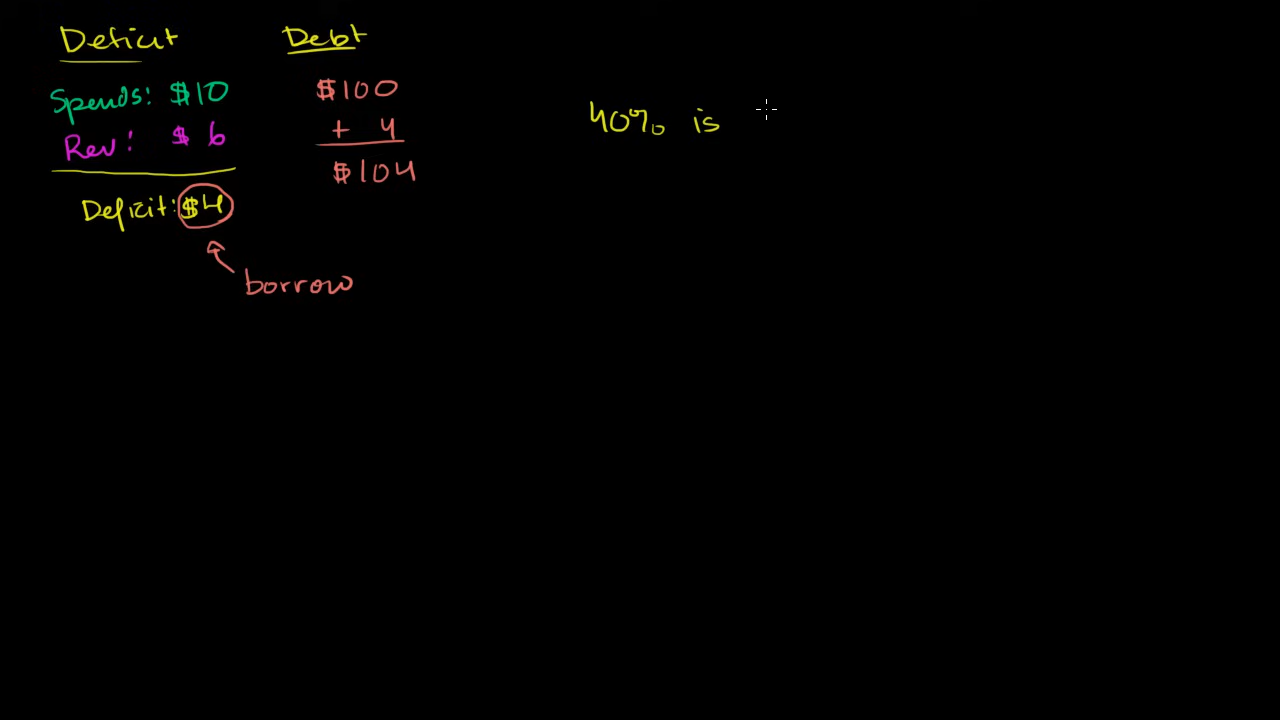 Deficit
Spends: $10
Rev: $ 6
Deficit: $4
borrow
Debt
$100
+ 4
$104
40% is